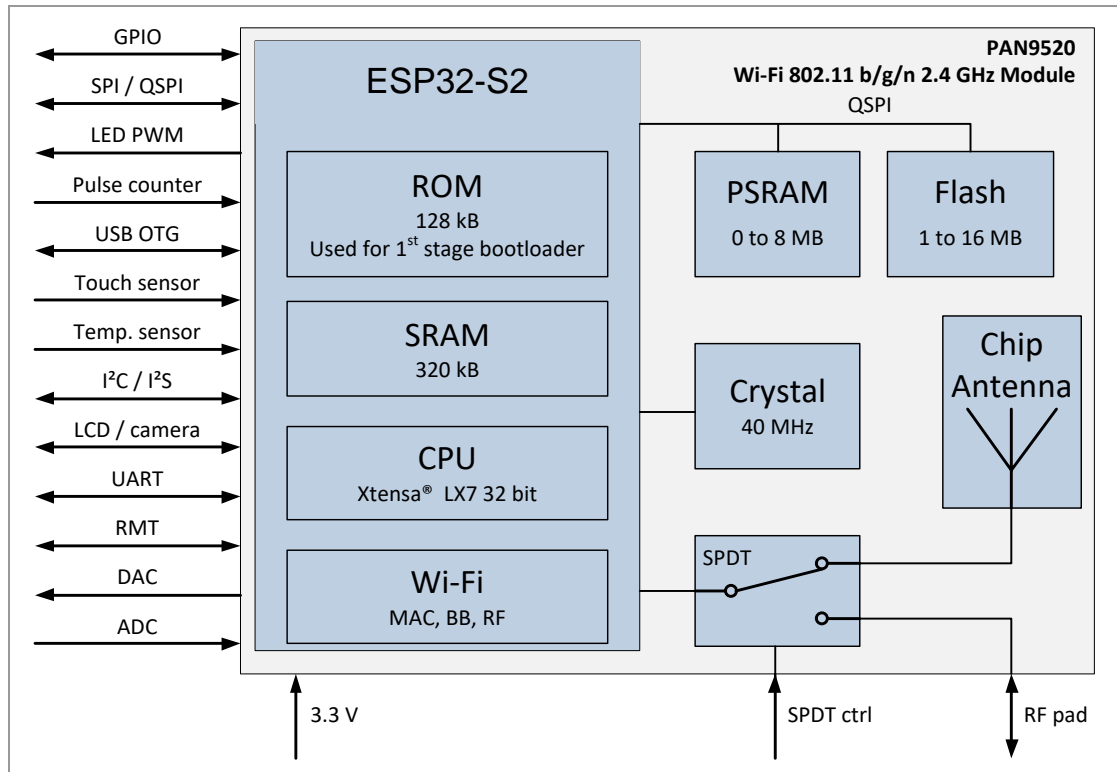 GPIO
SPI / QSPI
LED PWM
Pulse counter
USB OTG
Touch sensor
Temp. sensor
I²C / I²S
LCD / camera
UART
RMT
DAC
ADC
ESP32-S2
ROM
128 kB
Used for 1st stage bootloader
SRAM
320 kB
CPU
Xtensa® LX7 32 bit
Wi-Fi
MAC, BB, RF
PAN9520
Wi-Fi 802.11 b/g/n 2.4 GHz Module
QSPI
PSRAM
0 to 8 MB
Flash
1 to 16 MB
Crystal
40 MHz
Chip
Antenna
SPDT
3.3 V
SPDT ctrl
RF pad